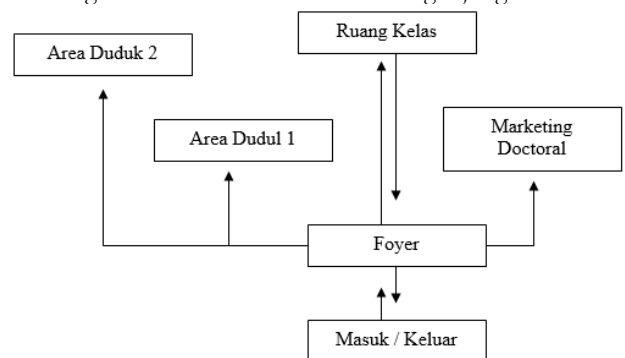 Ruang Kelas
Area Duduk 2
Area Dudul 1
Marketing
Doctoral
Foyer
Masuk / Keluar